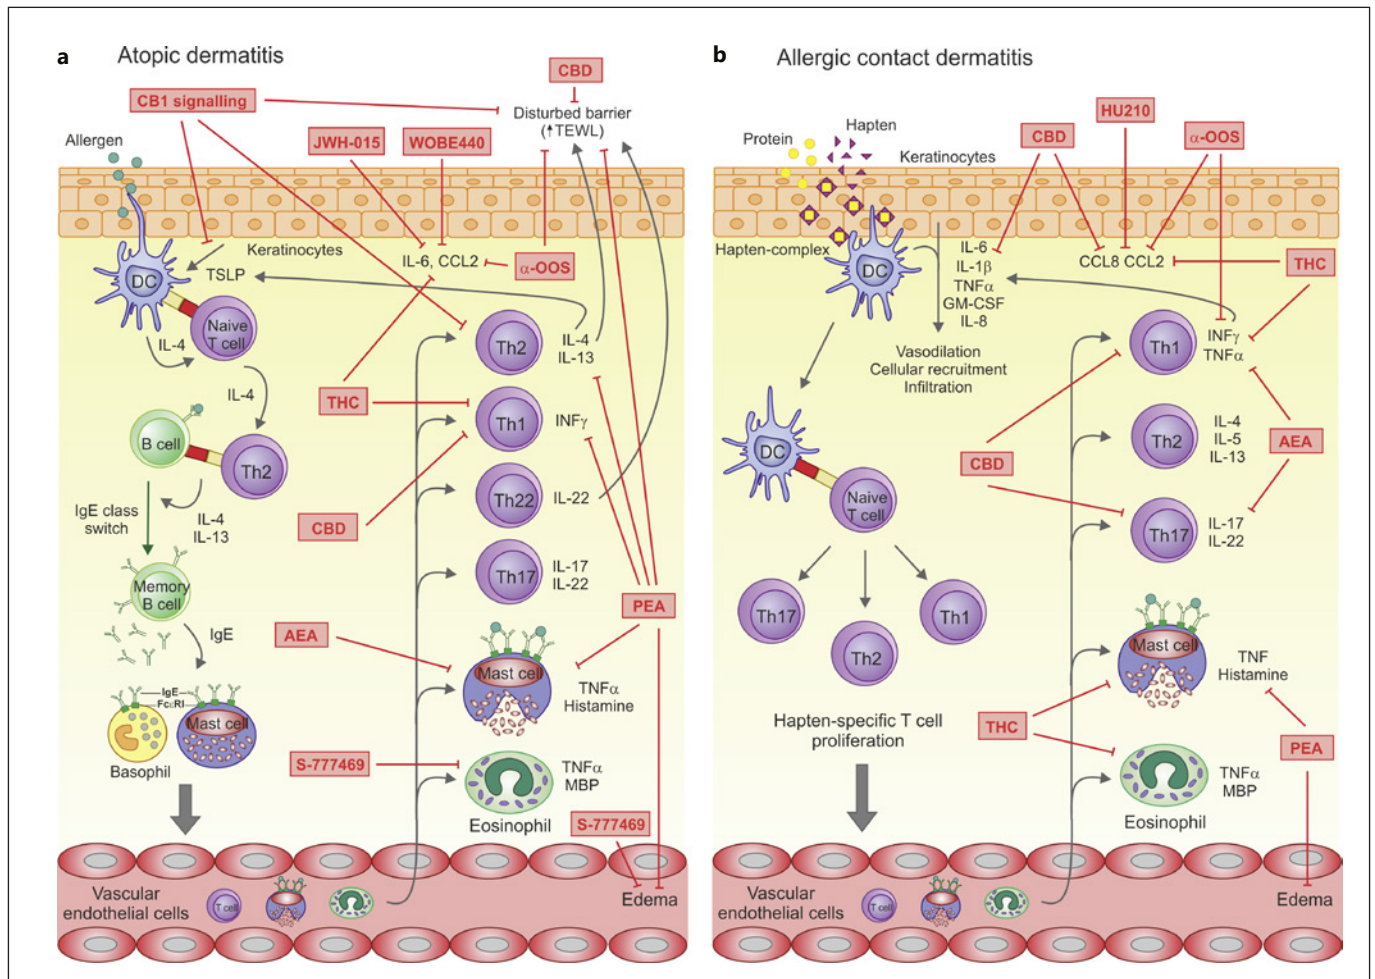 a
Atopic dermatitis
CBD
CB1 signalling
Disturbed barrier
(↑TEWL)
JWH-015
WOBE440
Allergen
Keratinocytes
IL-6, CCL2
α-OOS
DC
TSLP
Naive
T cell
IL-4
Th2
IL-4
IL-13
IL-4
THC
Th1
INFγ
B cell
Th2
Th22
IL-22
IgE class
switch
IL-4
IL-13
CBD
Th17
IL-17
IL-22
Memory
B cell
PEA
IgE
AEA
Mast cell
TNFα
Histamine
IgE
Mast cell
Basophil
S-777469
TNFα
MBP
Eosinophil
S-777469
Vascular
endothelial cells
T cell
Edema
b
Allergic contact dermatitis
HU210
CBD
α-OOS
Protein
Hapten
Keratinocytes
Hapten-complex
DC
IL-6
IL-1β
TNFα
GM-CSF
IL-8
CCL8 CCL2
THC
Vasodilation
Cellular recruitment
Infiltration
Th1
INFγ
TNFα
DC
Th2
IL-4
IL-5
IL-13
AEA
CBD
Naive
T cell
Th17
IL-17
IL-22
Th17
Th2
Th1
Mast cell
TNF
Histamine
Hapten-specific T cell
proliferation
THC
PEA
TNFα
MBP
Eosinophil
Vascular
endothelial cells
T cell
Edema